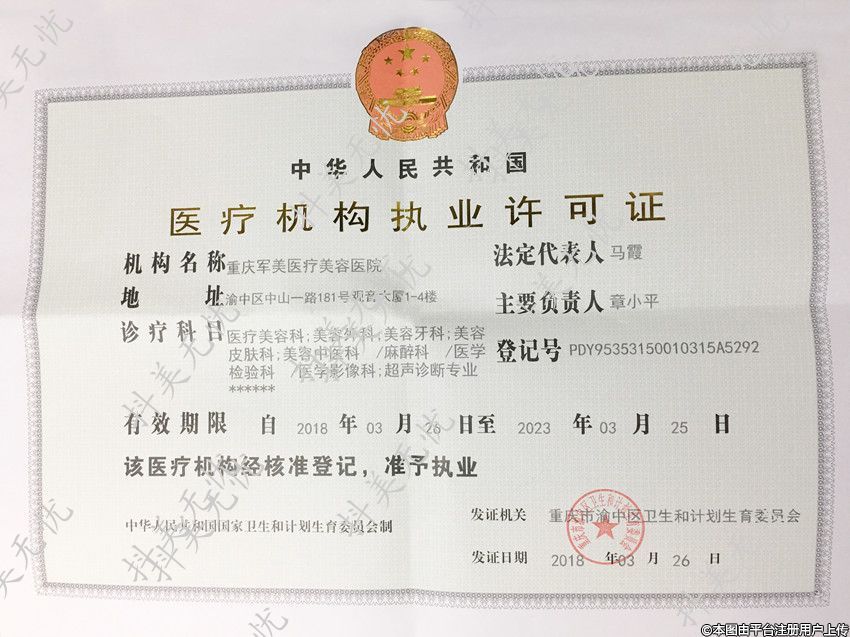 中华人民共和国
医疗机构执业许可证
机构名称 重庆军美医疗美容医院
法定代表人 马霞
地 址 渝中区中山一路181号观音大厦1-4楼
主要负责人 章小平
诊疗科目 医疗美容科;美容外科;美容牙科;美容
皮肤科;美容中医科 /麻醉科 /医学
检验科 /医学影像科;超声诊断专业
******
登记号 PDY95353150010315A5292
有效期限 自 2018 年 03 月 26 日至 2023 年 03 月 25 日
该医疗机构经核准登记，准予执业
中华人民共和国国家卫生和计划生育委员会制
发证机关 重庆市渝中区卫生和计划生育委员会
发证日期 2018 年 03 月 26 日
抖美无忧
©本图由平台注册用户上传